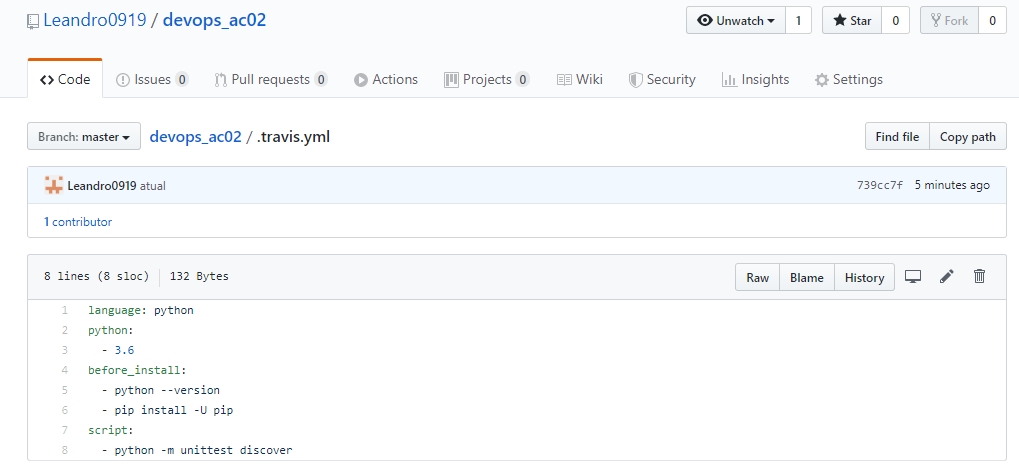 Leandro0919 / devops_ac02
Unwatch 1 Star 0 Fork 0
Code Issues 0 Pull requests 0 Actions Projects 0 Wiki Security Insights Settings
Branch: master devops_ac02 / .travis.yml Find file Copy path
Leandro0919 atual 739cc7f 5 minutes ago
1 contributor
8 lines (8 sloc) 132 Bytes Raw Blame History
1 language: python
2 python:
3 - 3.6
4 before_install:
5 - python --version
6 - pip install -U pip
7 script:
8 - python -m unittest discover